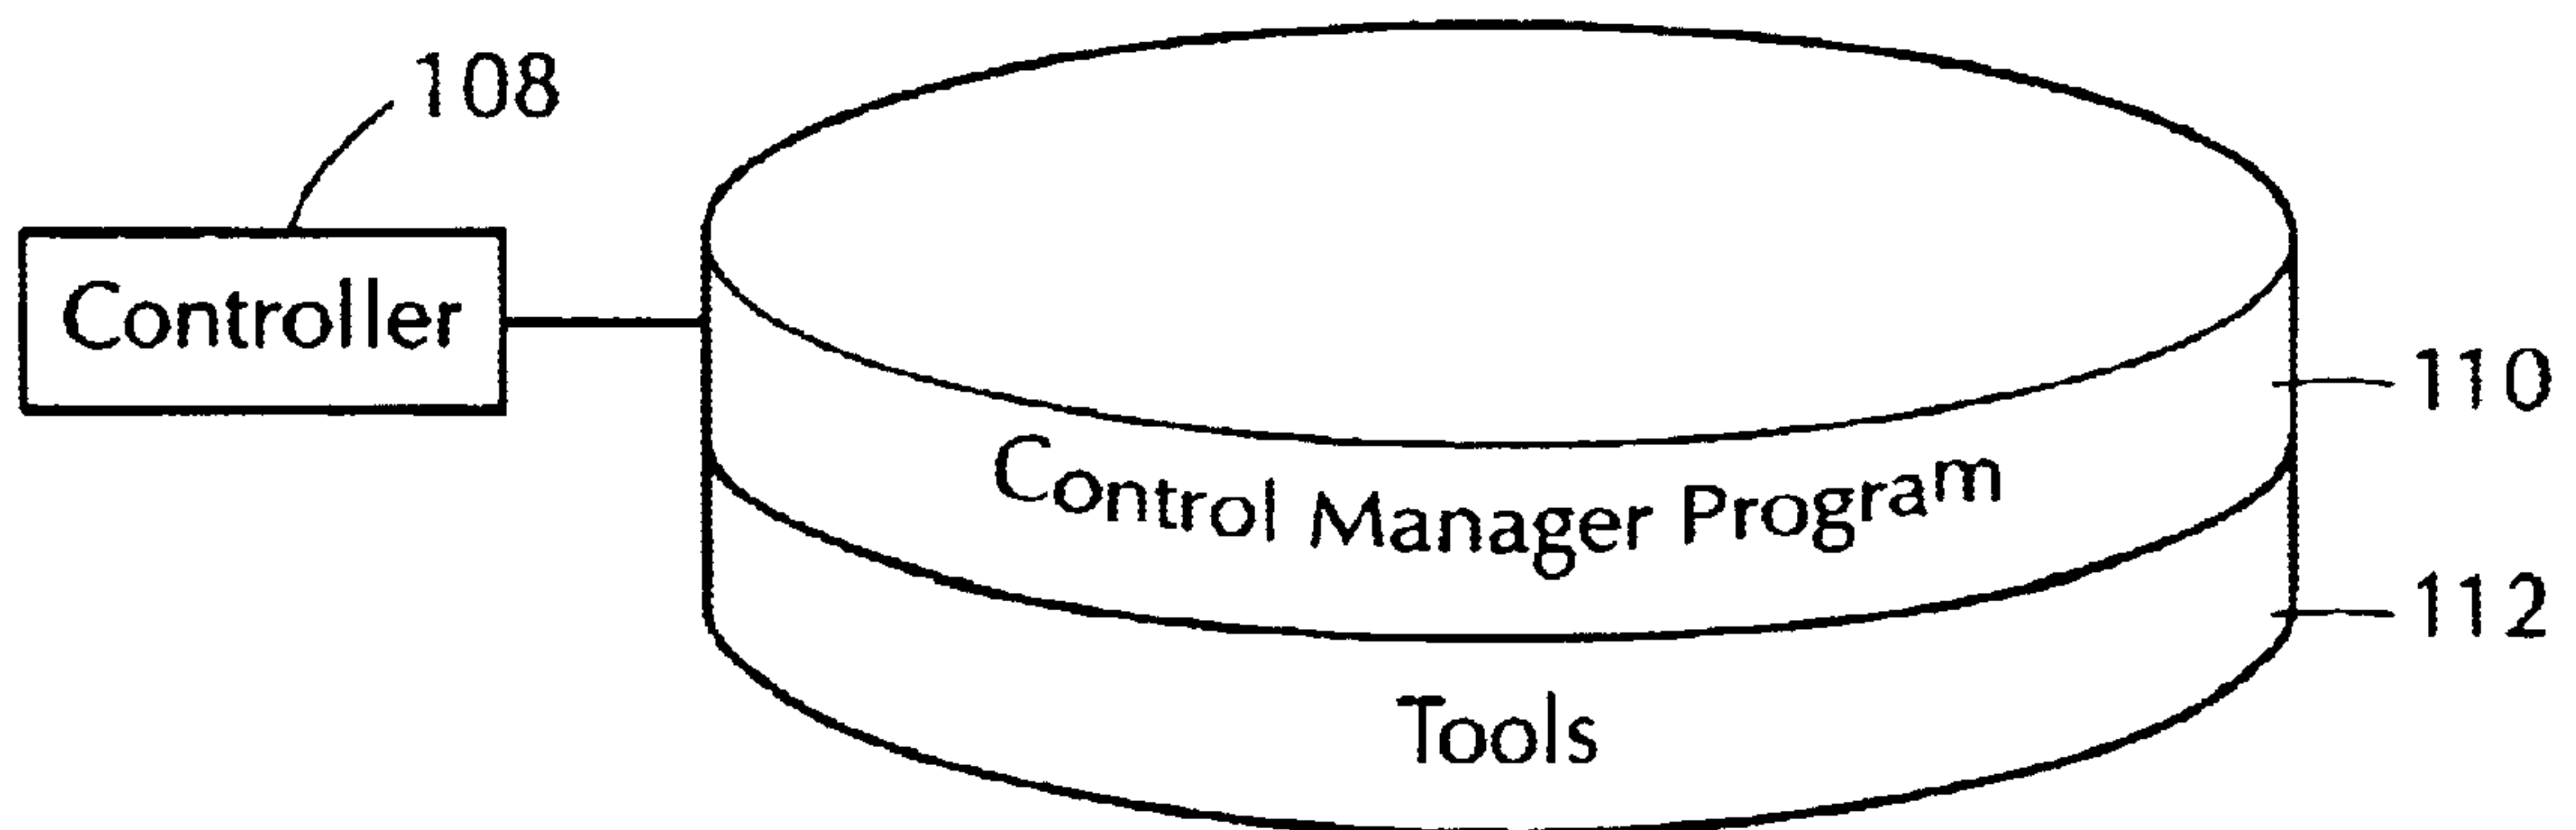 108
Controller
110
Control Manager Program
112
Tools